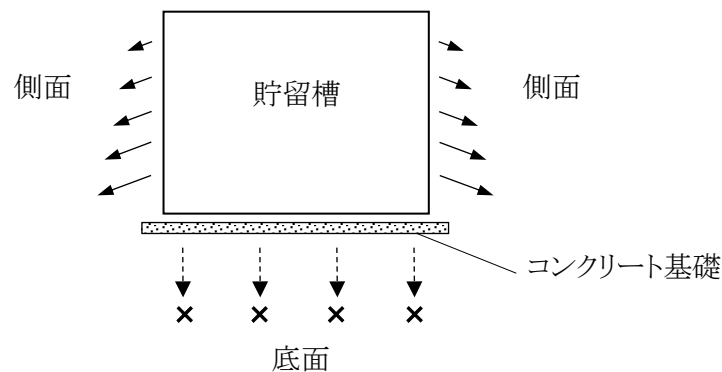 側面
貯留槽
側面
コンクリート基礎
底面